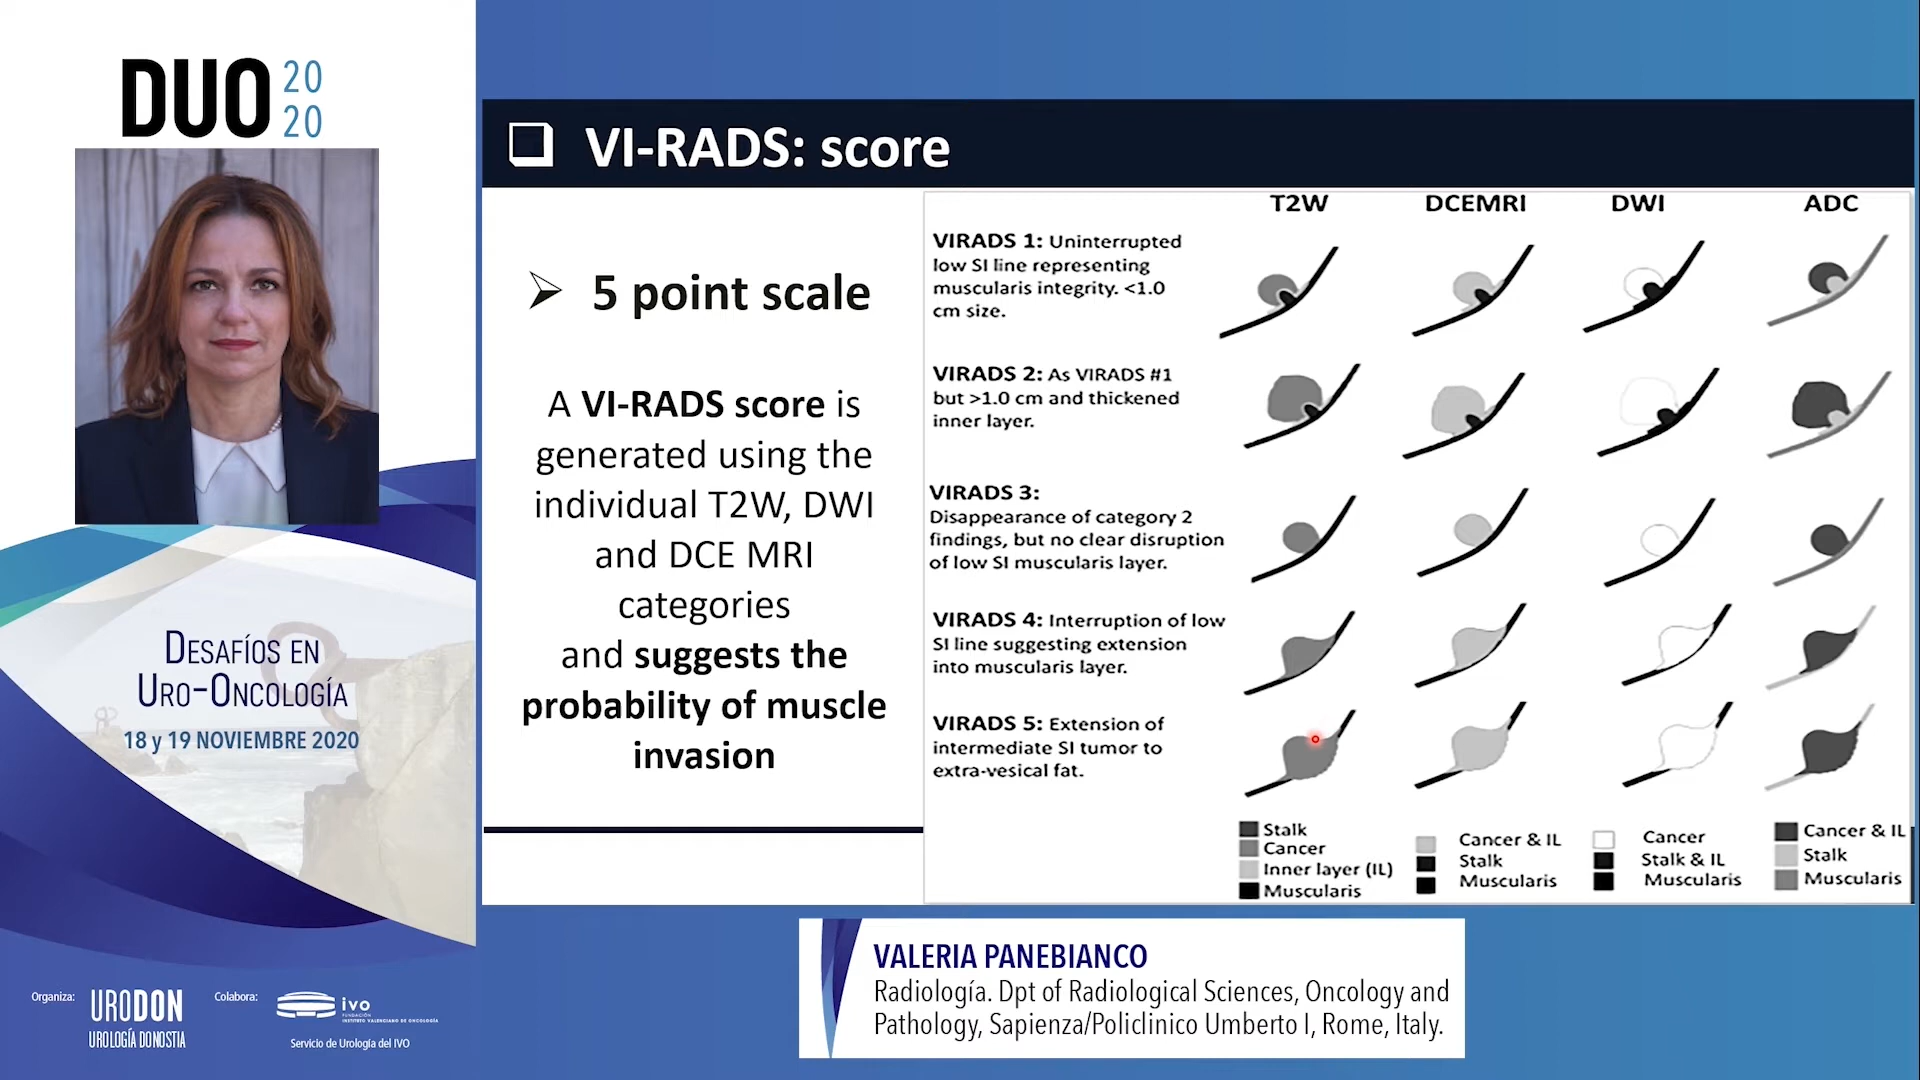 DUO 20
20
DESAFÍOS EN
URO-ONCOLOGÍA
18 y 19 NOVIEMBRE 2020
Organiza:
URODON
UROLOGÍA DONOSTIA
Colabora:
ivo
FUNDACIÓN
INSTITUTO VALENCIANO DE ONCOLOGÍA
Servicio de Urología del IVO
VI-RADS: score
5 point scale
A VI-RADS score is
generated using the
individual T2W, DWI
and DCE MRI
categories
and suggests the
probability of muscle
invasion
T2W DCEMRI DWI ADC
VIRADS 1: Uninterrupted
low SI line representing
muscularis integrity. <1.0
cm size.
VIRADS 2: As VIRADS #1
but >1.0 cm and thickened
inner layer.
VIRADS 3:
Disappearance of category 2
findings, but no clear disruption
of low SI muscularis layer.
VIRADS 4: Interruption of low
SI line suggesting extension
into muscularis layer.
VIRADS 5: Extension of
intermediate SI tumor to
extra-vesical fat.
Stalk
Cancer
Inner layer (IL)
Muscularis
Cancer & IL
Stalk
Muscularis
Cancer
Stalk & IL
Muscularis
Cancer & IL
Stalk
Muscularis
VALERIA PANEBIANCO
Radiología. Dpt of Radiological Sciences, Oncology and
Pathology, Sapienza/Policlinico Umberto I, Rome, Italy.